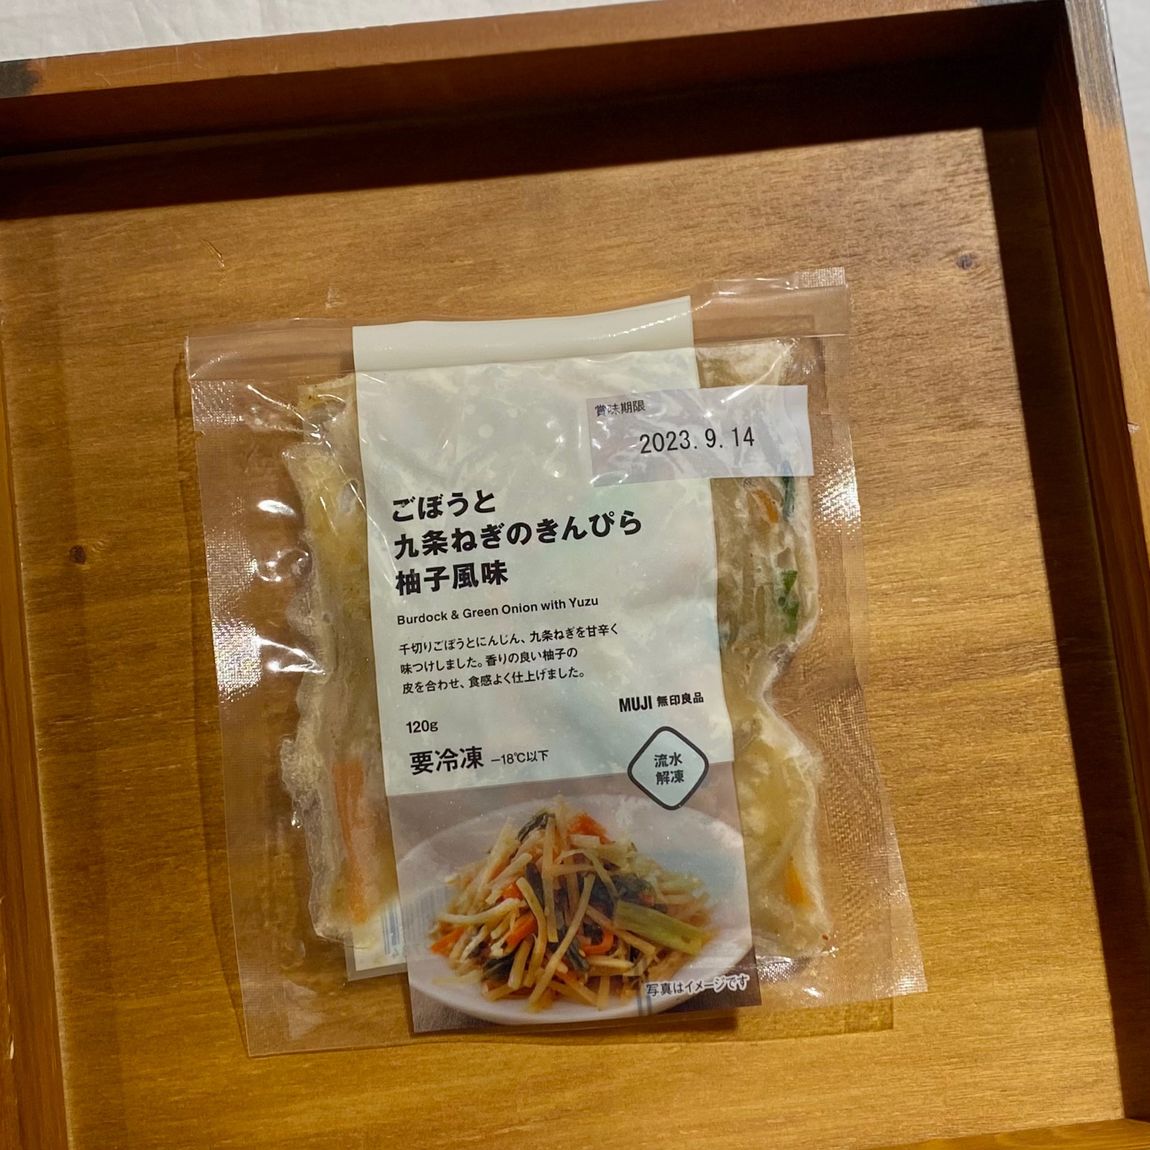 賞味期限
2023.9.14
ごぼうと
九条ねぎのきんぴら
柚子風味
Burdock & Green Onion with Yuzu
千切りごぼうとにんじん、九条ねぎを甘辛く
味つけしました。香りの良い柚子の
皮を合わせ、食感よく仕上げました。
MUJI 無印良品
120g
要冷凍 −18℃以下
流水
解凍
写真はイメージです